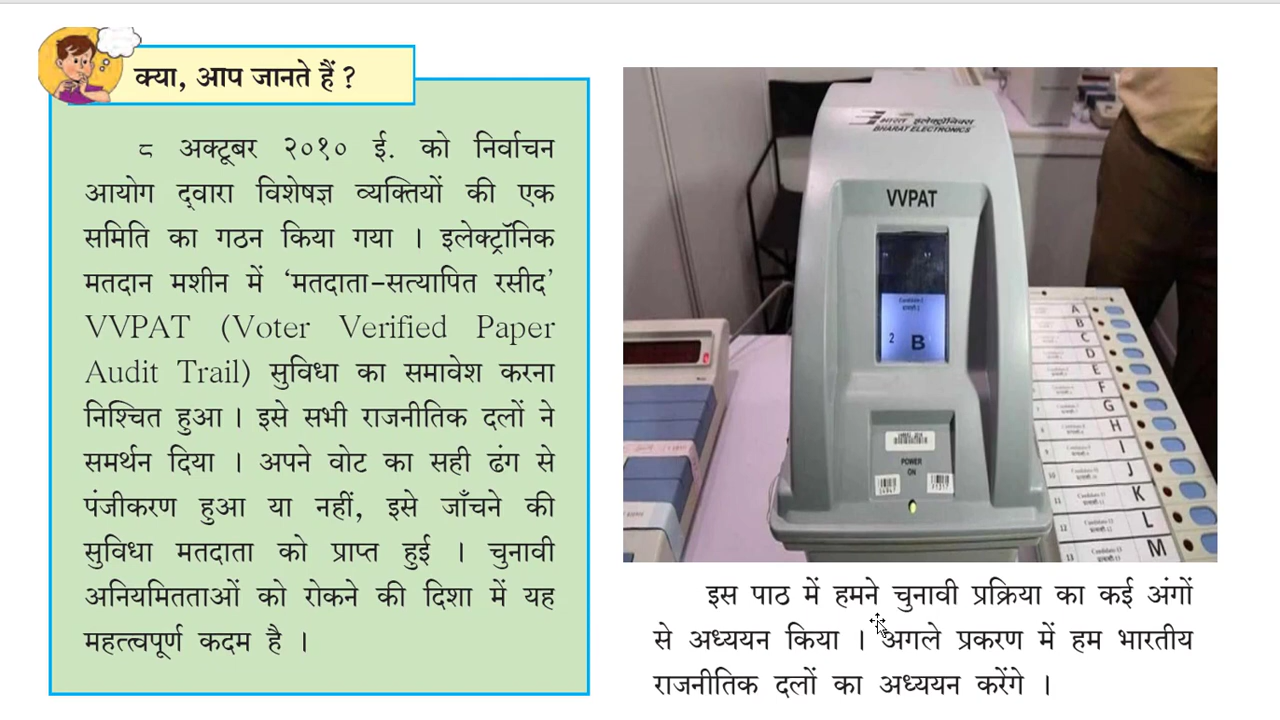 क्या, आप जानते हैं ?
८ अक्टूबर २०१० ई. को निर्वाचन
आयोग द्‌वारा विशेषज्ञ व्यक्तियों की एक
समिति का गठन किया गया । इलेक्ट्रॉनिक
मतदान मशीन में ‘मतदाता-सत्यापित रसीद’
VVPAT (Voter Verified Paper
Audit Trail) सुविधा का समावेश करना
निश्चित हुआ । इसे सभी राजनीतिक दलों ने
समर्थन दिया । अपने वोट का सही ढंग से
पंजीकरण हुआ या नहीं, इसे जाँचने की
सुविधा मतदाता को प्राप्त हुई । चुनावी
अनियमितताओं को रोकने की दिशा में यह
महत्त्वपूर्ण कदम है ।
भारत इलेक्ट्रॉनिक्स
BHARAT ELECTRONICS
VVPAT
2 B
POWER
ON
A
B
C
D
E
F
G
H
I
J
K
L
M
इस पाठ में हमने चुनावी प्रक्रिया का कई अंगों
से अध्ययन किया । अगले प्रकरण में हम भारतीय
राजनीतिक दलों का अध्ययन करेंगे ।